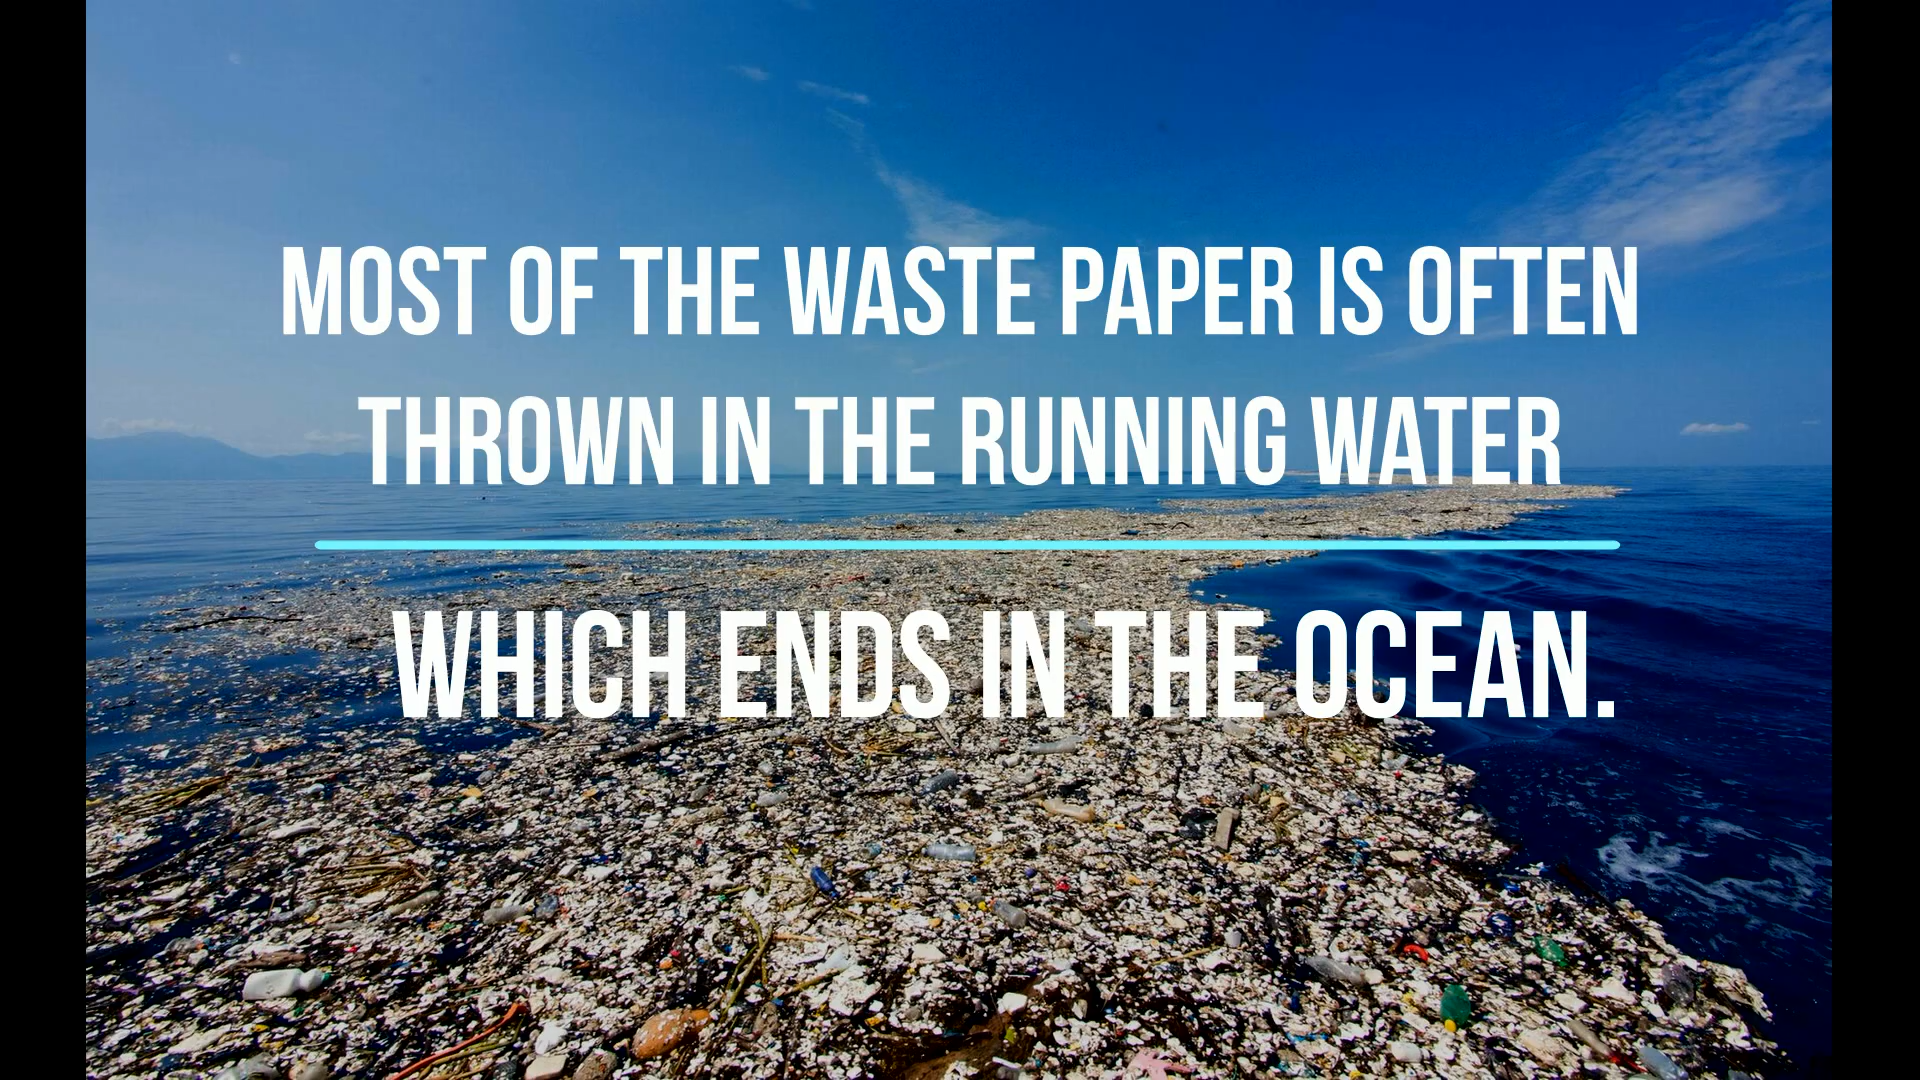 MOST OF THE WASTE PAPER IS OFTEN
THROWN IN THE RUNNING WATER
WHICH ENDS IN THE OCEAN.